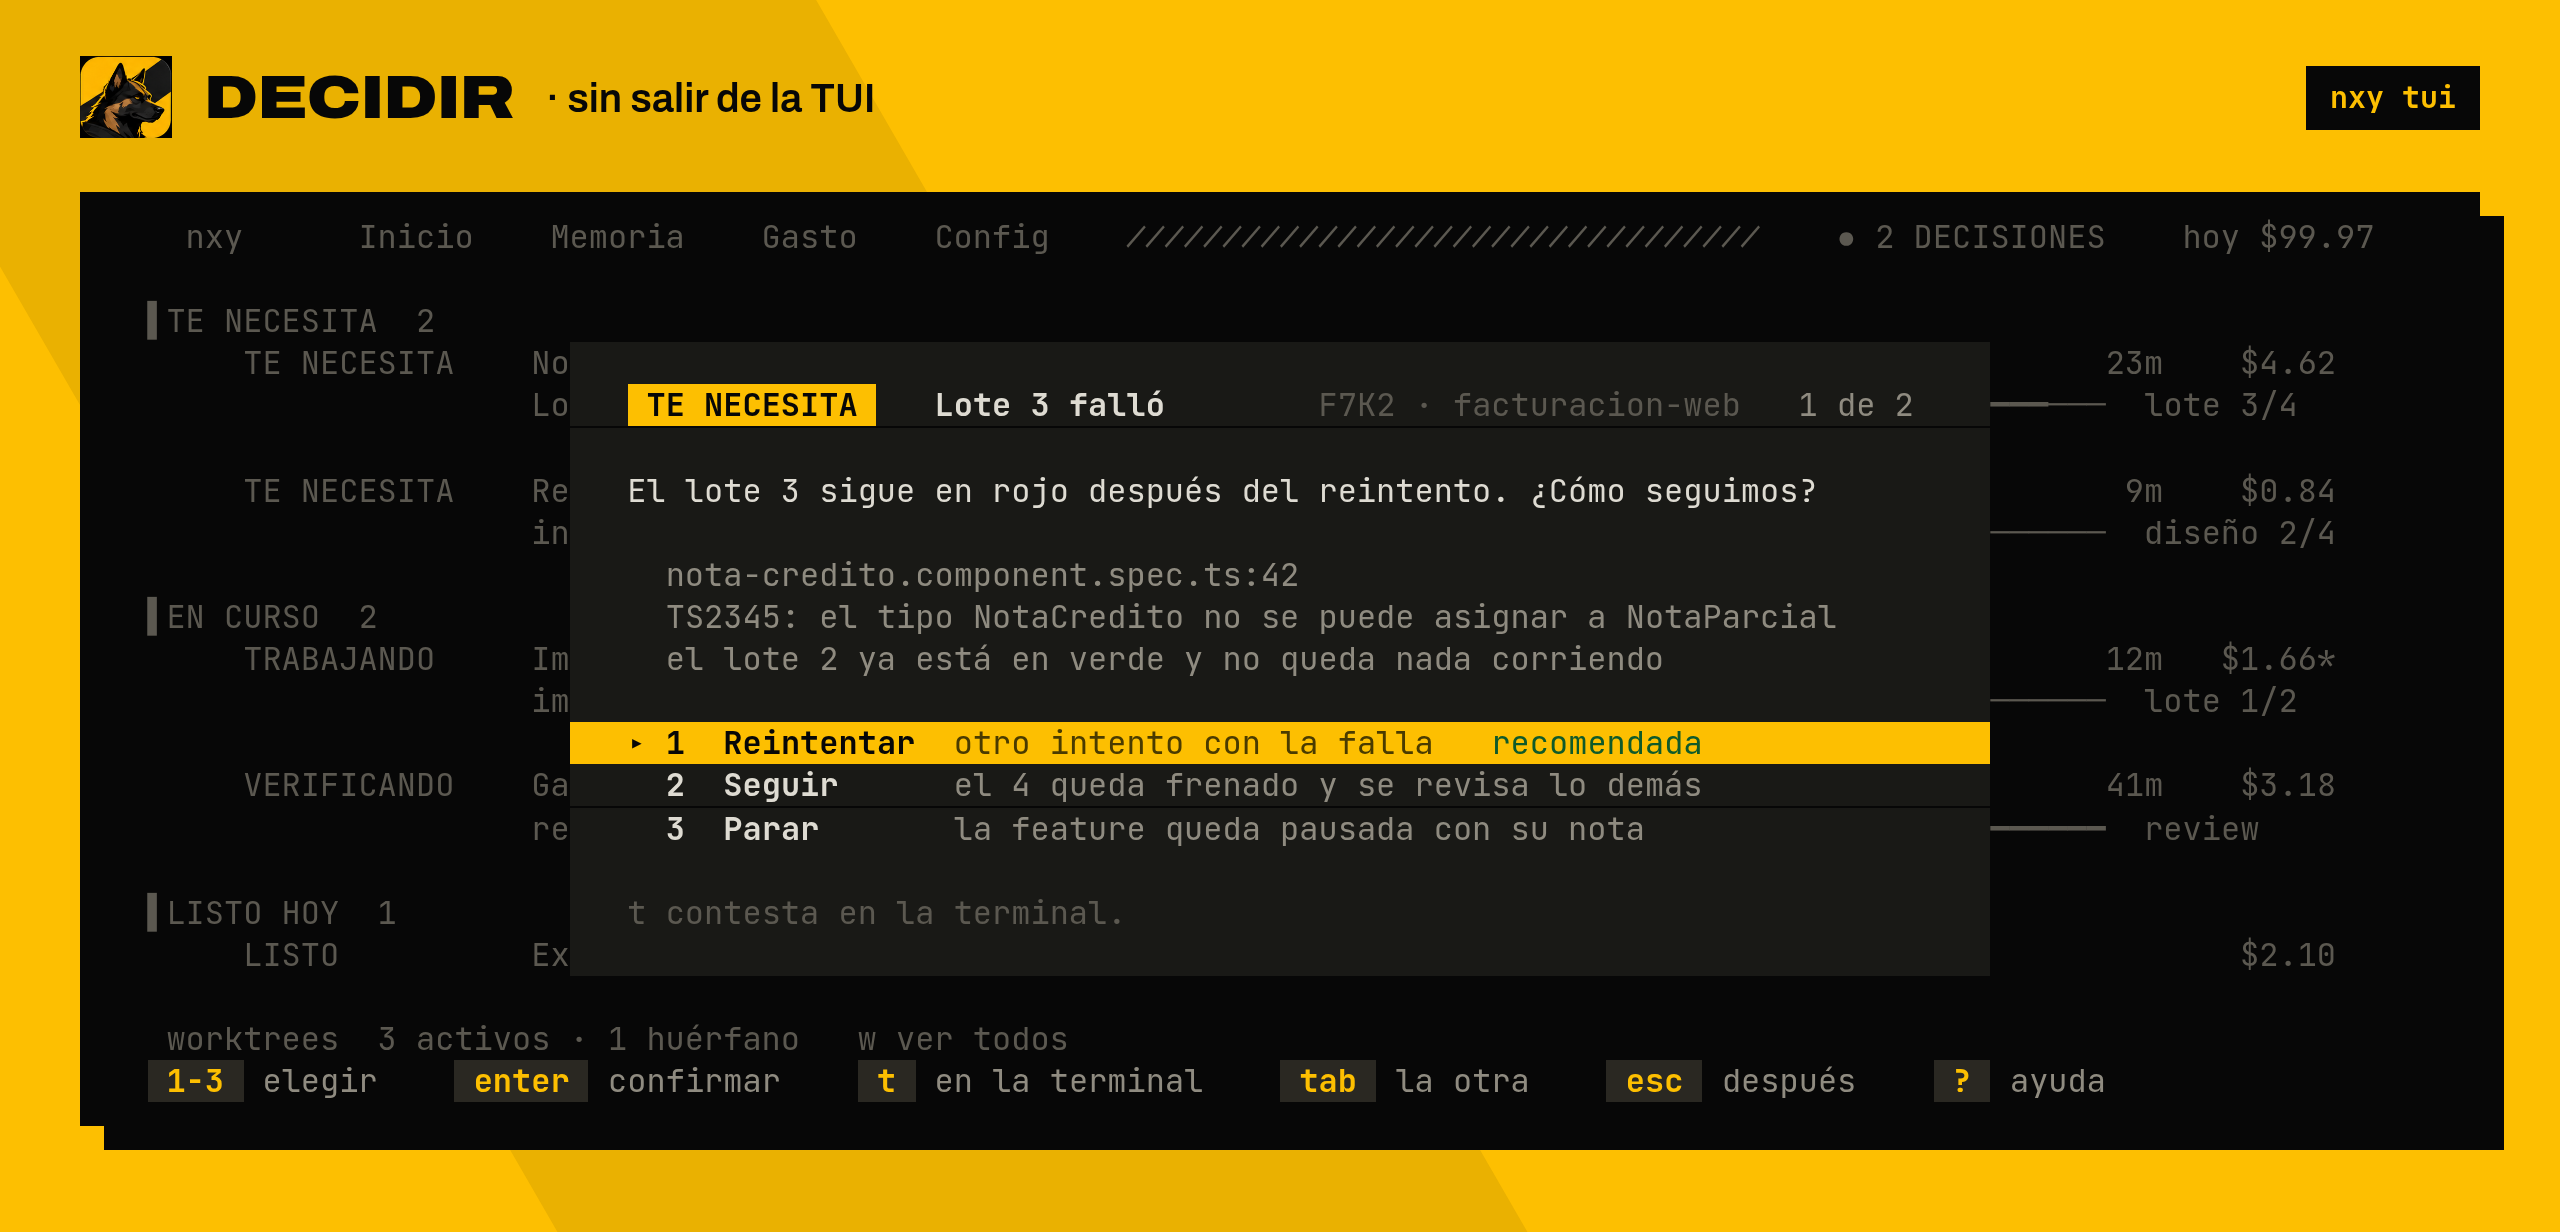 DECIDIR · sin salir de la TUI
nxy tui
nxy Inicio Memoria Gasto Config ///////////////////////////////// ● 2 DECISIONES hoy $99.97
TE NECESITA 2
TE NECESITA No 23m $4.62
TE NECESITA Lote 3 falló F7K2 · facturacion-web 1 de 2
Lo lote 3/4
El lote 3 sigue en rojo después del reintento. ¿Cómo seguimos?
TE NECESITA Re 9m $0.84
in diseño 2/4
nota-credito.component.spec.ts:42
EN CURSO 2
TS2345: el tipo NotaCredito no se puede asignar a NotaParcial
TRABAJANDO Im 12m $1.66*
el lote 2 ya está en verde y no queda nada corriendo
im lote 1/2
▸ 1 Reintentar otro intento con la falla recomendada
VERIFICANDO Ga 41m $3.18
2 Seguir el 4 queda frenado y se revisa lo demás
re review
3 Parar la feature queda pausada con su nota
LISTO HOY 1
t contesta en la terminal.
LISTO Ex $2.10
worktrees 3 activos · 1 huérfano w ver todos
1-3 elegir enter confirmar t en la terminal tab la otra esc después ? ayuda